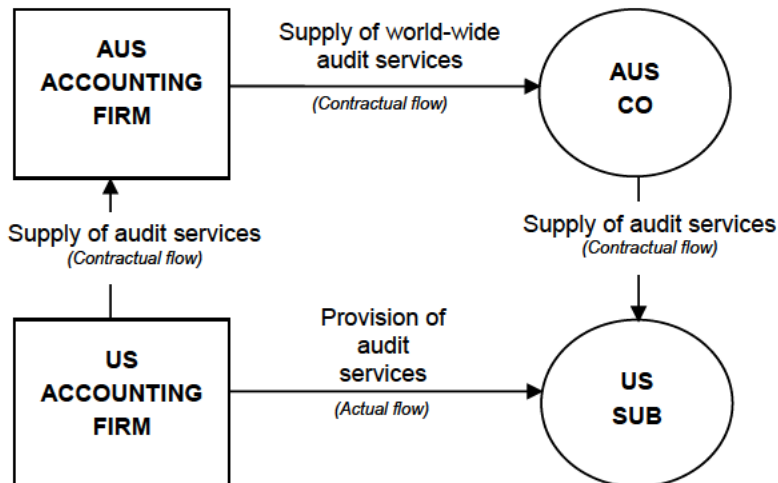 AUS
ACCOUNTING
FIRM
Supply of world-wide
audit services
(Contractual flow)
AUS
CO
Supply of audit services
(Contractual flow)
Supply of audit services
(Contractual flow)
US
ACCOUNTING
FIRM
Provision of
audit
services
(Actual flow)
US
SUB